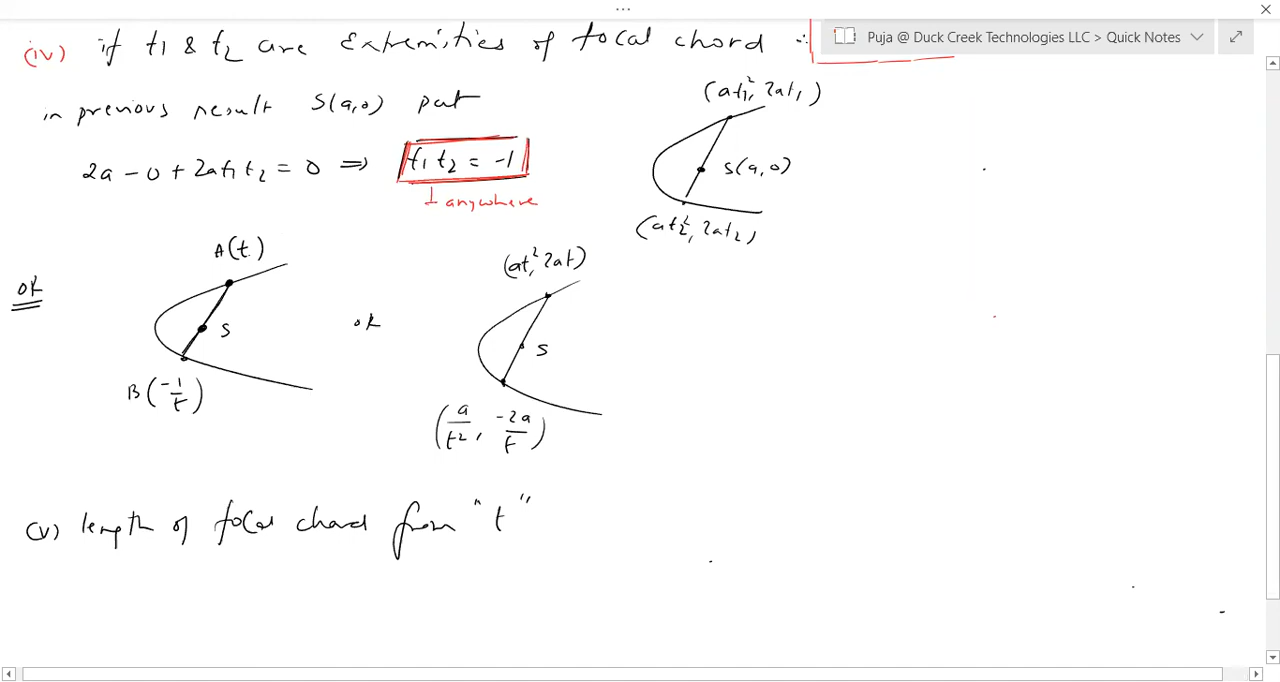 (iv) if t1 & t2 are Extremities of focal chord ∴
Puja @ Duck Creek Technologies LLC > Quick Notes
in previous result S(a,0) put
(at1², 2at1)
2a - 0 + 2at1t2 = 0 ⇒ t1 t2 = -1
S(a,0)
⊥ anywhere
(at2², 2at2)
A(t)
(at², 2at)
OR
S
OR
S
B(-1/t)
(a/t², -2a/t)
(v) length of focal chord from "t"